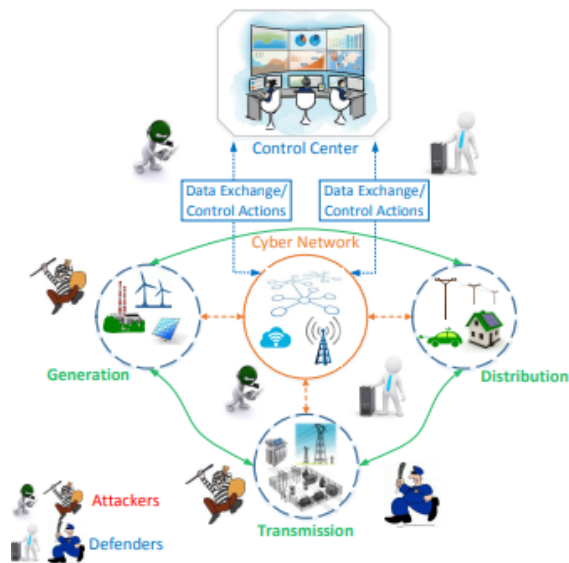 Control Center
Data Exchange/
Control Actions
Data Exchange/
Control Actions
Cyber Network
Generation
Distribution
Transmission
Attackers
Defenders